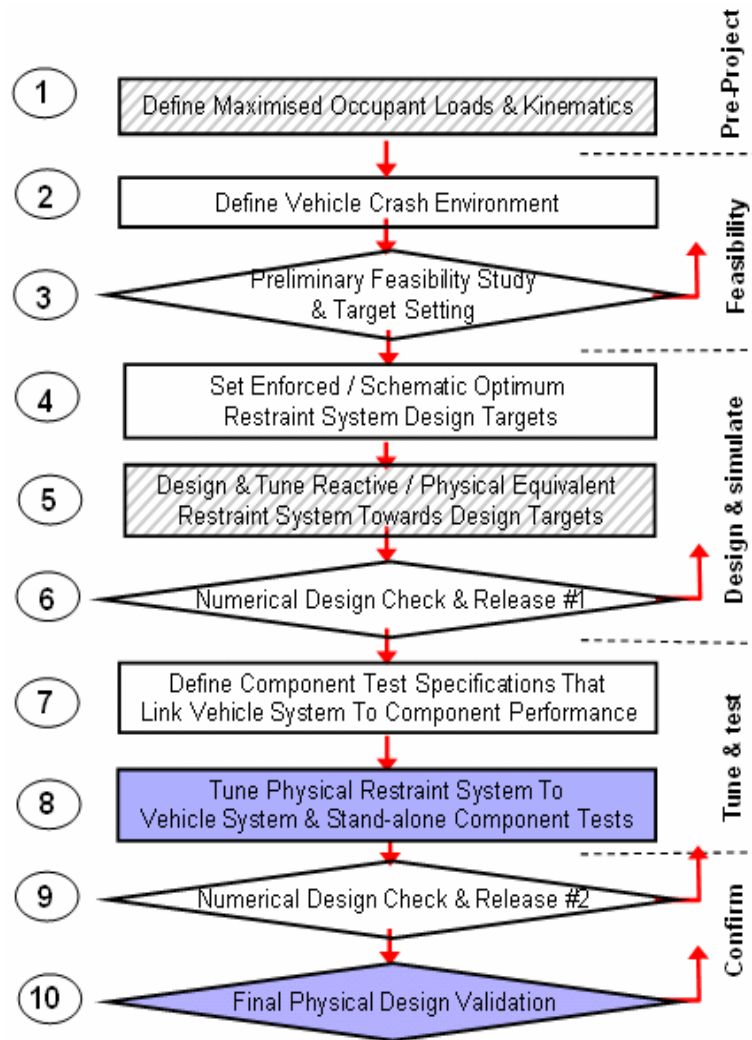 1
Define Maximised Occupant Loads & Kinematics
Pre-Project
2
Define Vehicle Crash Environment
3
Preliminary Feasibility Study
& Target Setting
Feasibility
4
Set Enforced / Schematic Optimum
Restraint System Design Targets
5
Design & Tune Reactive / Physical Equivalent
Restraint System Towards Design Targets
Design & simulate
6
Numerical Design Check & Release #1
7
Define Component Test Specifications That
Link Vehicle System To Component Performance
8
Tune Physical Restraint System To
Vehicle System & Stand-alone Component Tests
Tune & test
9
Numerical Design Check & Release #2
10
Final Physical Design Validation
Confirm